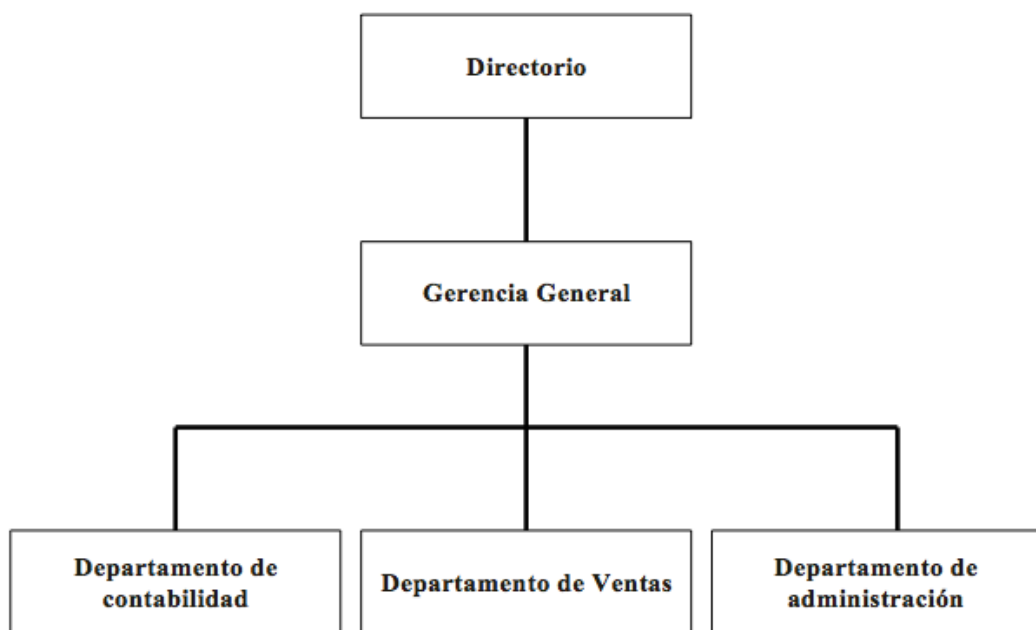 Directorio
Gerencia General
Departamento de
contabilidad
Departamento de Ventas
Departamento de
administración